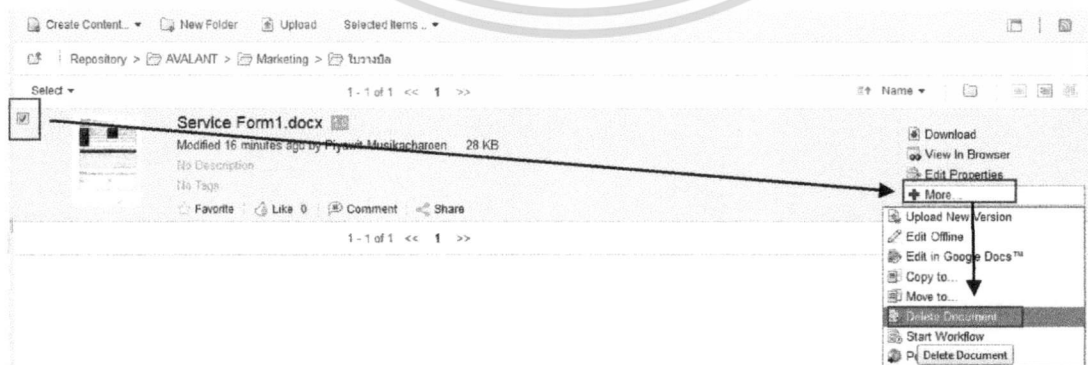 Create Content... New Folder Upload Selected Items ..
Repository > AVALANT > Marketing > ใบวางบิล
Select 1 - 1 of 1 << 1 >> Name
Service Form1.docx 1.0
Modified 16 minutes ago by Piyawit Musikacharoen 28 KB
No Description
No Tags
Favorite Like 0 Comment Share
1 - 1 of 1 << 1 >>
Download
View In Browser
Edit Properties
More...
Upload New Version
Edit Offline
Edit in Google Docs™
Copy to...
Move to...
Delete Document
Start Workflow
Delete Document